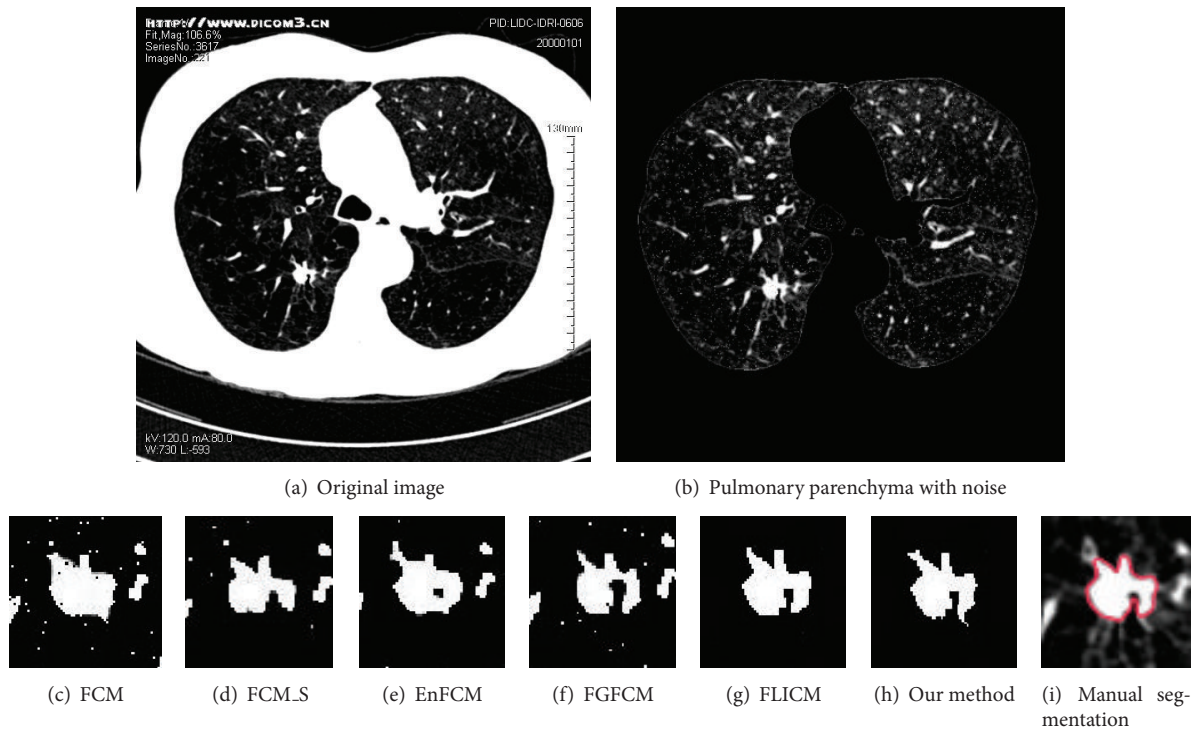 HTTP://WWW.DICOM3.CN
Fit,Mag:106.6%
SeriesNo.:3617
ImageNo.:221
PID:LIDC-IDRI-0606
20000101
130mm
kV:120.0 mA:80.0
W:730 L:-593
(a) Original image
(b) Pulmonary parenchyma with noise
(c) FCM
(d) FCM_S
(e) EnFCM
(f) FGFCM
(g) FLICM
(h) Our method
(i) Manual seg-
mentation